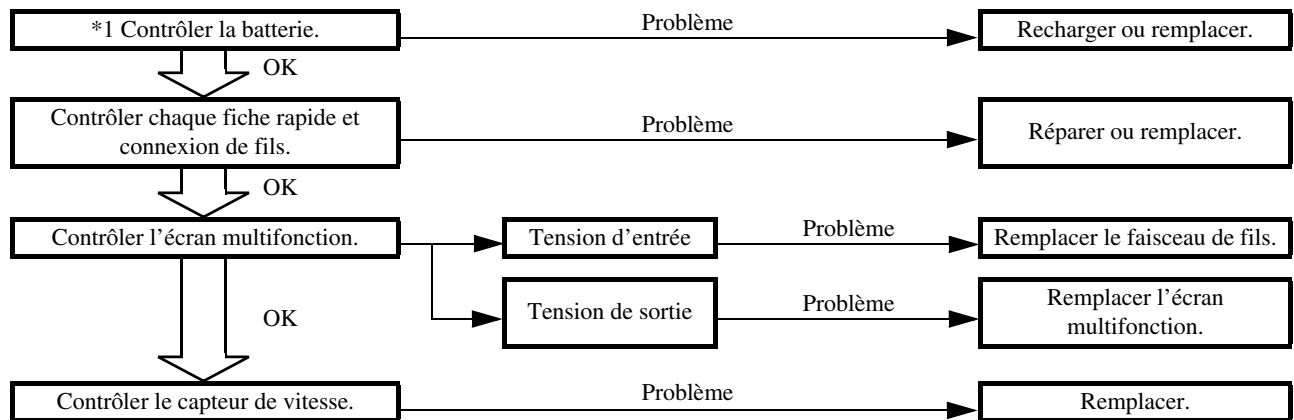 *1 Contrôler la batterie.
Problème
Recharger ou remplacer.
OK
Contrôler chaque fiche rapide et
connexion de fils.
Problème
Réparer ou remplacer.
OK
Contrôler l’écran multifonction.
Tension d’entrée
Problème
Remplacer le faisceau de fils.
OK
Tension de sortie
Problème
Remplacer l’écran
multifonction.
Contrôler le capteur de vitesse.
Problème
Remplacer.